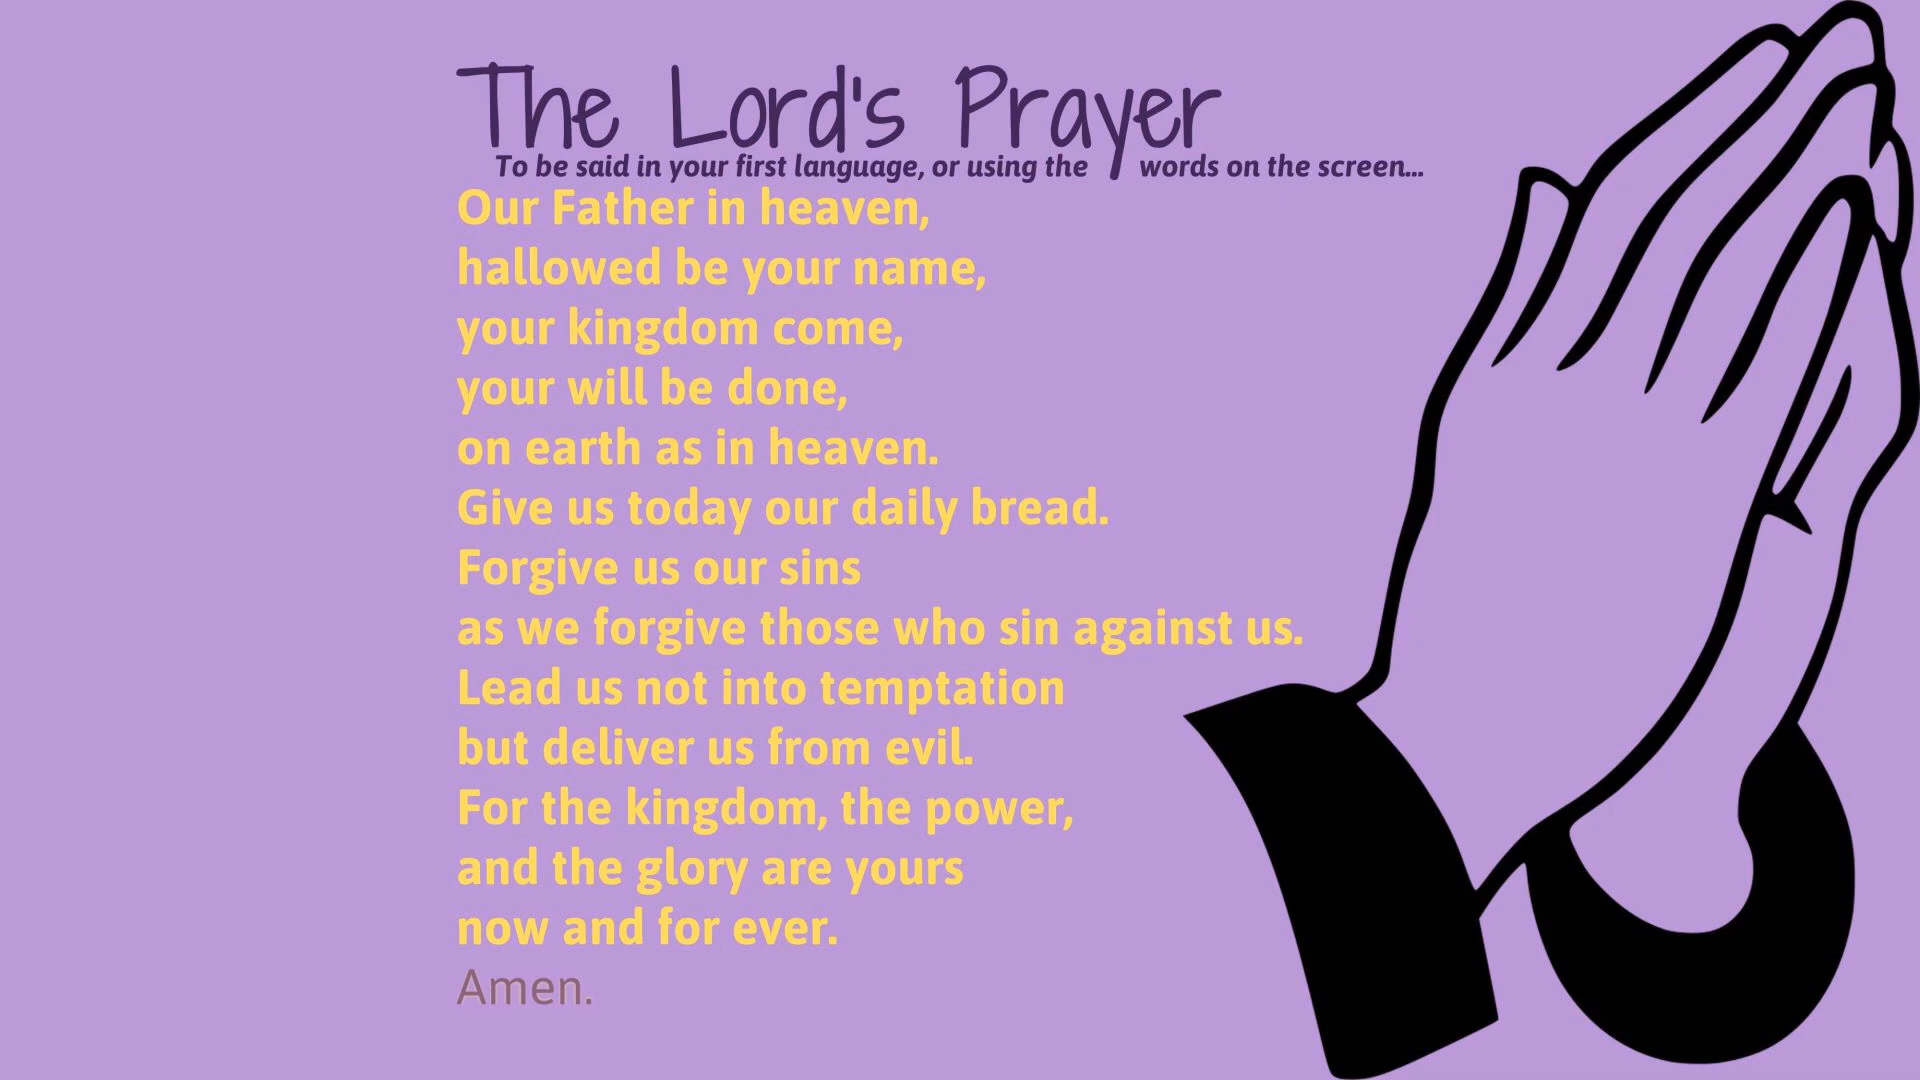 The Lord's Prayer
To be said in your first language, or using the words on the screen...
Our Father in heaven,
hallowed be your name,
your kingdom come,
your will be done,
on earth as in heaven.
Give us today our daily bread.
Forgive us our sins
as we forgive those who sin against us.
Lead us not into temptation
but deliver us from evil.
For the kingdom, the power,
and the glory are yours
now and for ever.
Amen.